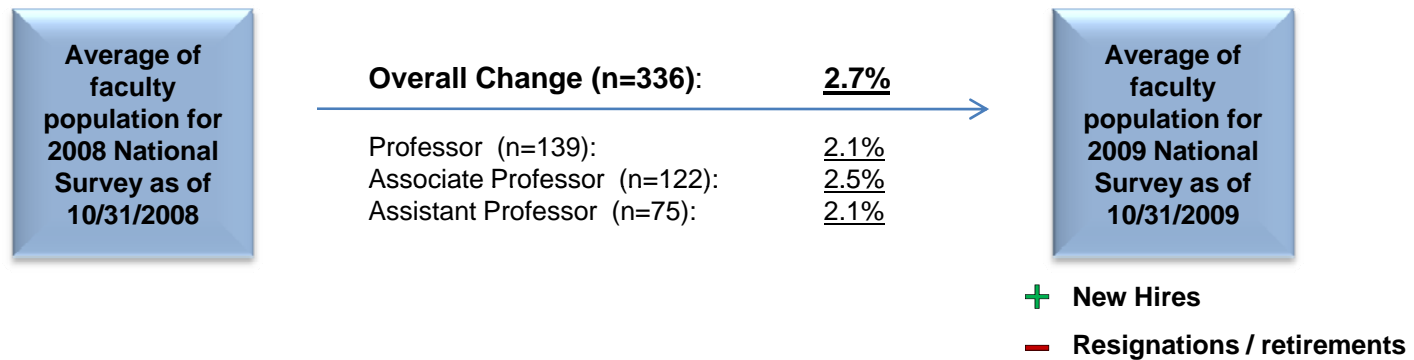 Average of
faculty
population for
2008 National
Survey as of
10/31/2008
Overall Change (n=336): 2.7%
Professor (n=139): 2.1%
Associate Professor (n=122): 2.5%
Assistant Professor (n=75): 2.1%
Average of
faculty
population for
2009 National
Survey as of
10/31/2009
New Hires
Resignations / retirements